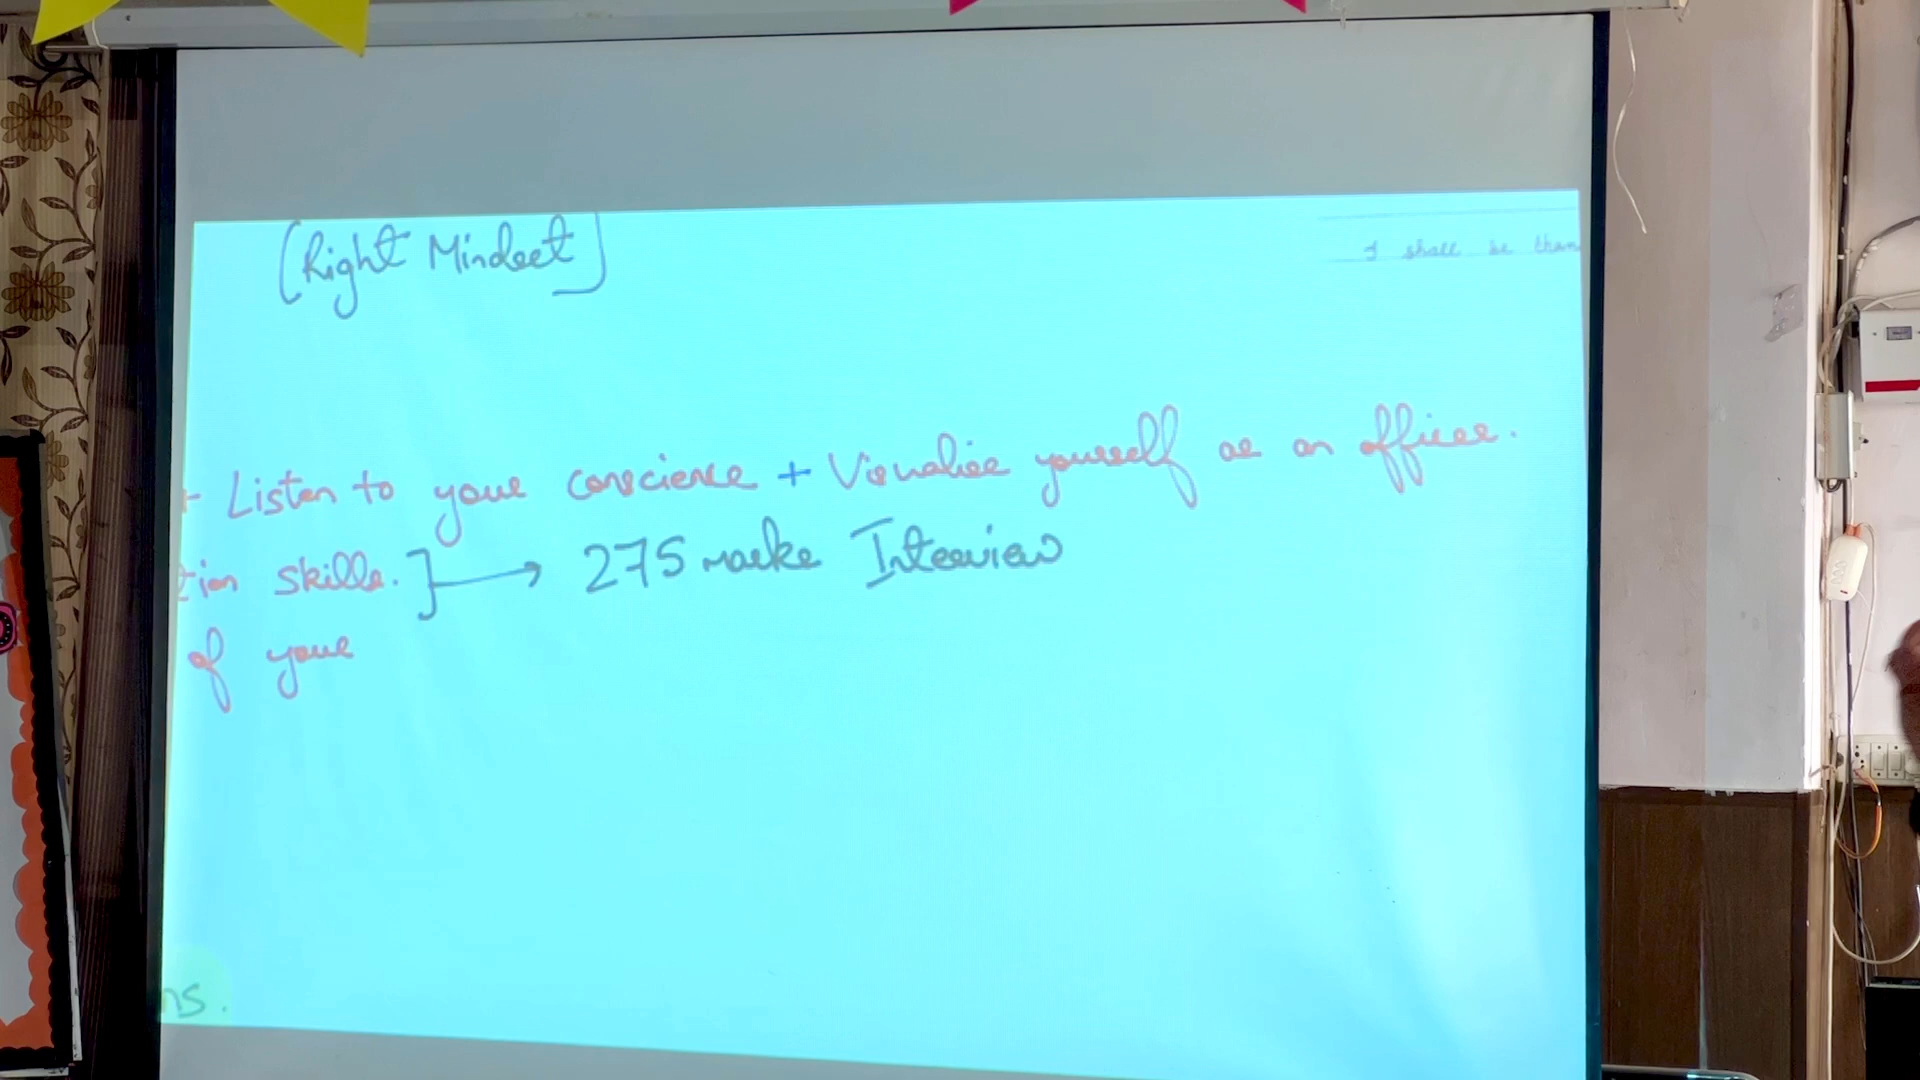 [Right Mindset]
I shall be than
+ Listen to your conscience + Visualise yourself as an officer.
tion skills. ] → 275 marks Interview
of your
ns.